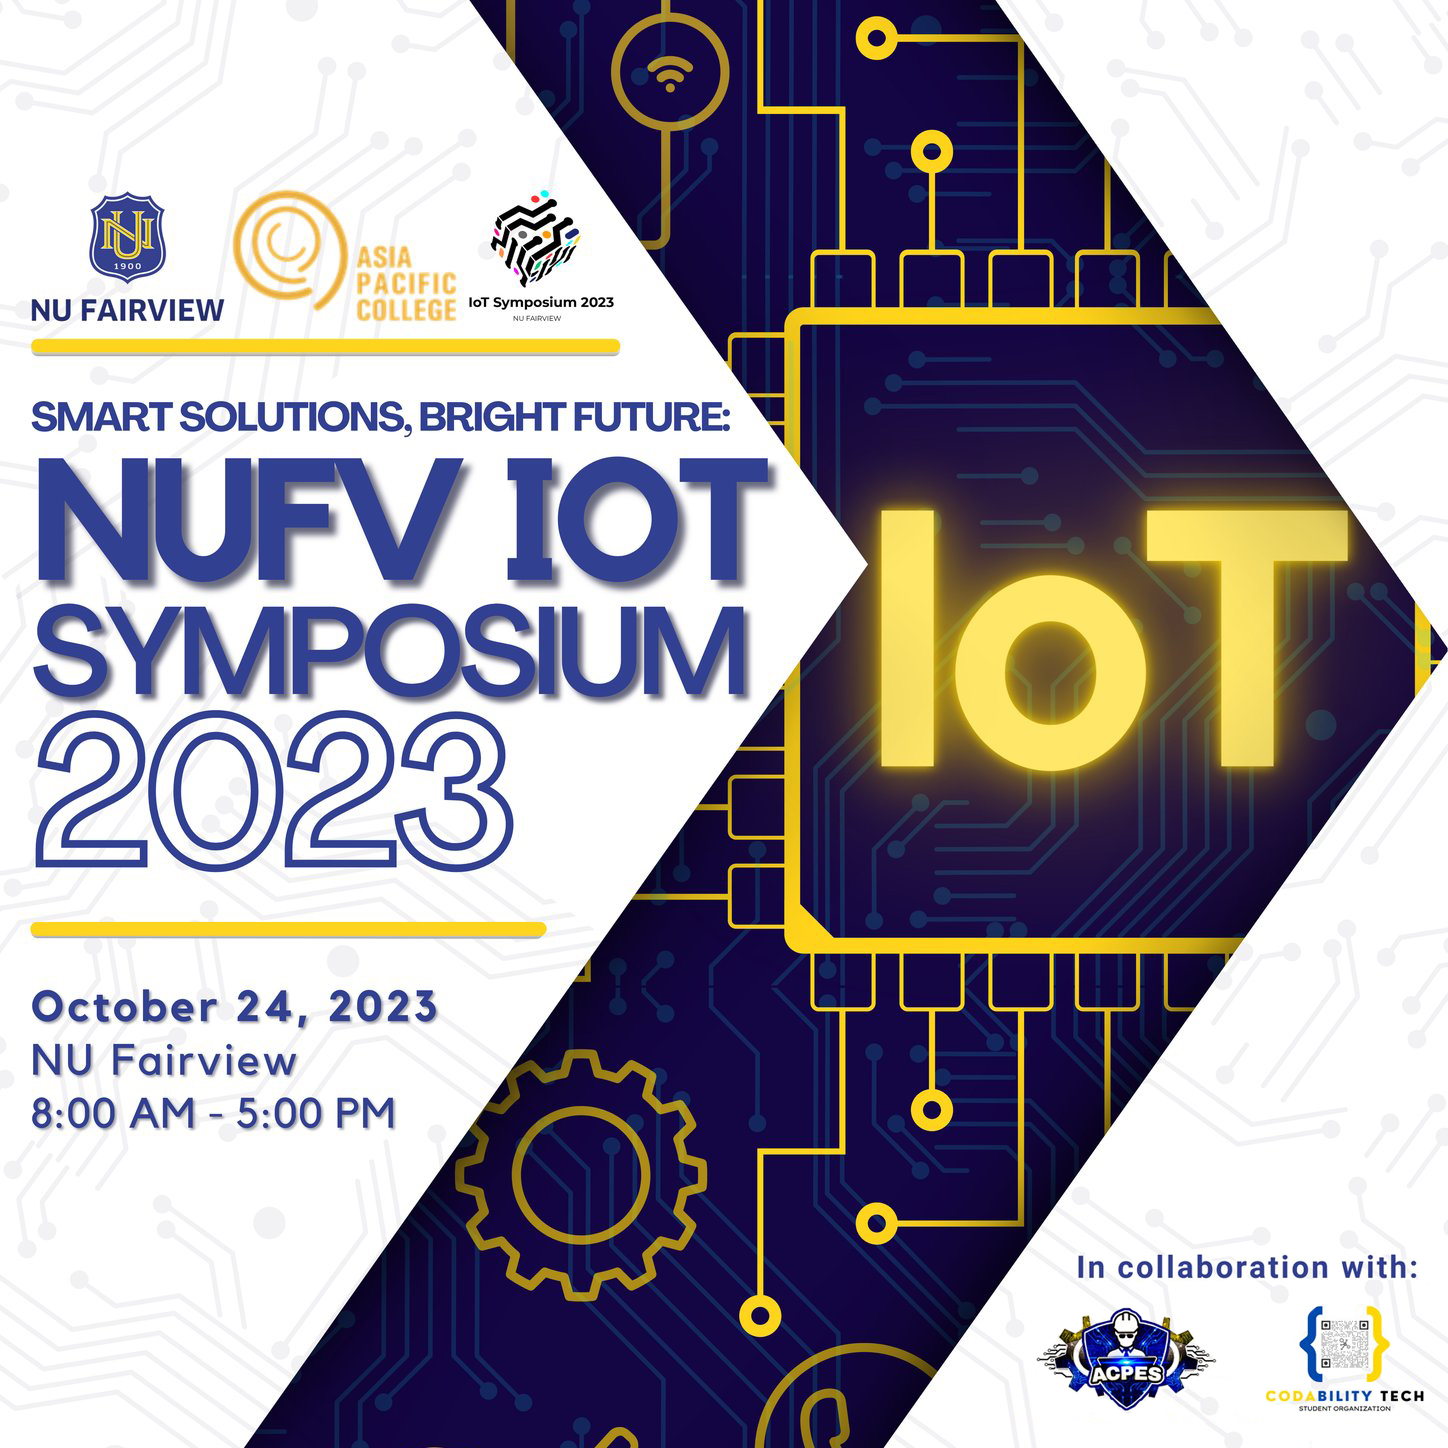 NU
1900
NU FAIRVIEW
ASIA
PACIFIC
COLLEGE
IoT Symposium 2023
NU FAIRVIEW
SMART SOLUTIONS, BRIGHT FUTURE:
NUFV IOT
SYMPOSIUM
2023
IoT
October 24, 2023
NU Fairview
8:00 AM - 5:00 PM
In collaboration with:
ACPES
CODABILITY TECH
STUDENT ORGANIZATION